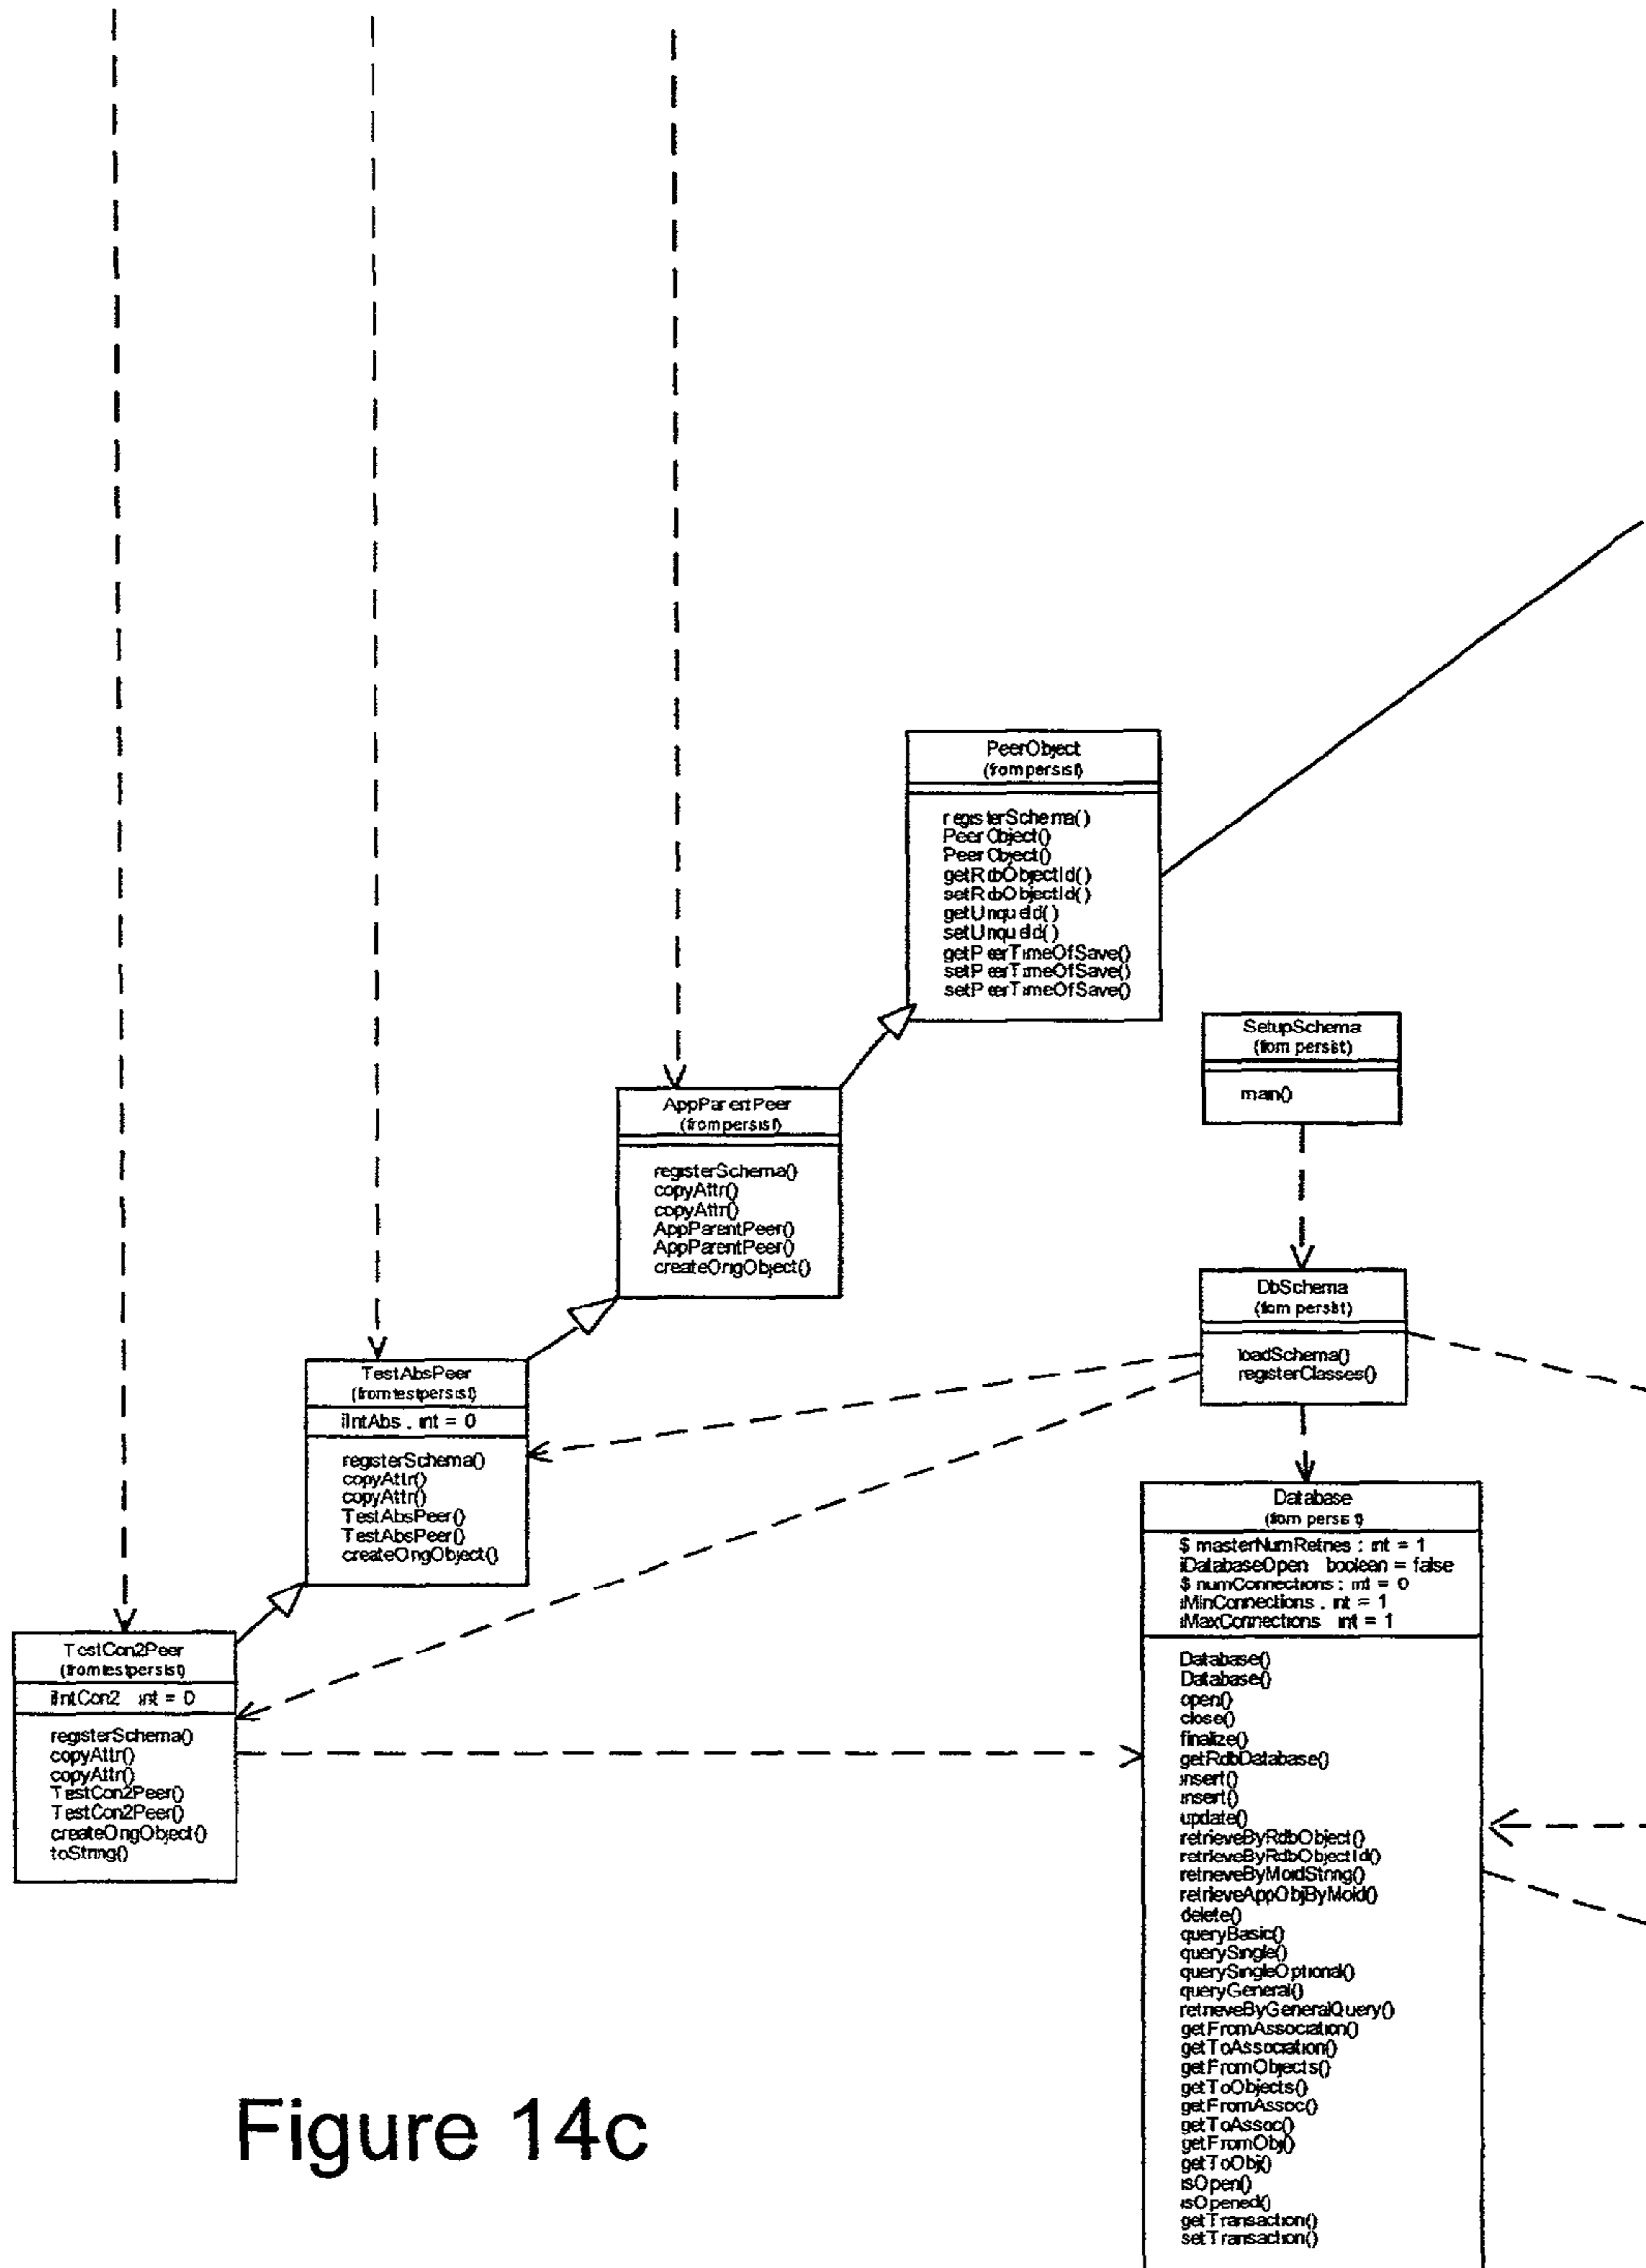 PeerObject
(from persist)
registerSchema()
PeerObject()
PeerObject()
getRdbObjectId()
setRdbObjectId()
getUniqueId()
setUniqueId()
getPeerTimeOfSave()
setPeerTimeOfSave()
setPeerTimeOfSave()
SetupSchema
(from persist)
main()
AppParentPeer
(from persist)
registerSchema()
copyAttr()
copyAttr()
AppParentPeer()
AppParentPeer()
createOrigObject()
DbSchema
(from persist)
loadSchema()
registerClasses()
TestAbsPeer
(from testpersist)
iIntAbs : int = 0
registerSchema()
copyAttr()
copyAttr()
TestAbsPeer()
TestAbsPeer()
createOrigObject()
TestCon2Peer
(from testpersist)
iIntCon2 : int = 0
registerSchema()
copyAttr()
copyAttr()
TestCon2Peer()
TestCon2Peer()
createOrigObject()
toString()
Database
(from persist)
$ masterNumRetries : int = 1
iDatabaseOpen : boolean = false
$ numConnections : int = 0
iMinConnections : int = 1
iMaxConnections : int = 1
Database()
Database()
open()
close()
finalize()
getRdbDatabase()
insert()
insert()
update()
retrieveByRdbObject()
retrieveByRdbObjectId()
retrieveByMoidString()
retrieveAppObjByMoid()
delete()
queryBasic()
querySingle()
querySingleOptional()
queryGeneral()
retrieveByGeneralQuery()
getFromAssociation()
getToAssociation()
getFromObjects()
getToObjects()
getFromAssoc()
getToAssoc()
getFromObj()
getToObj()
isOpen()
isOpened()
getTransaction()
setTransaction()
Figure 14c